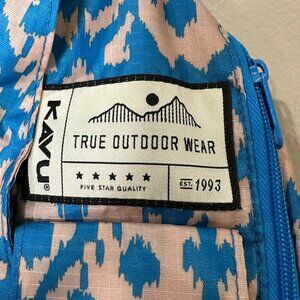 KAVU®
TRUE OUTDOOR WEAR
★★★★★
FIVE STAR QUALITY
EST. 1993